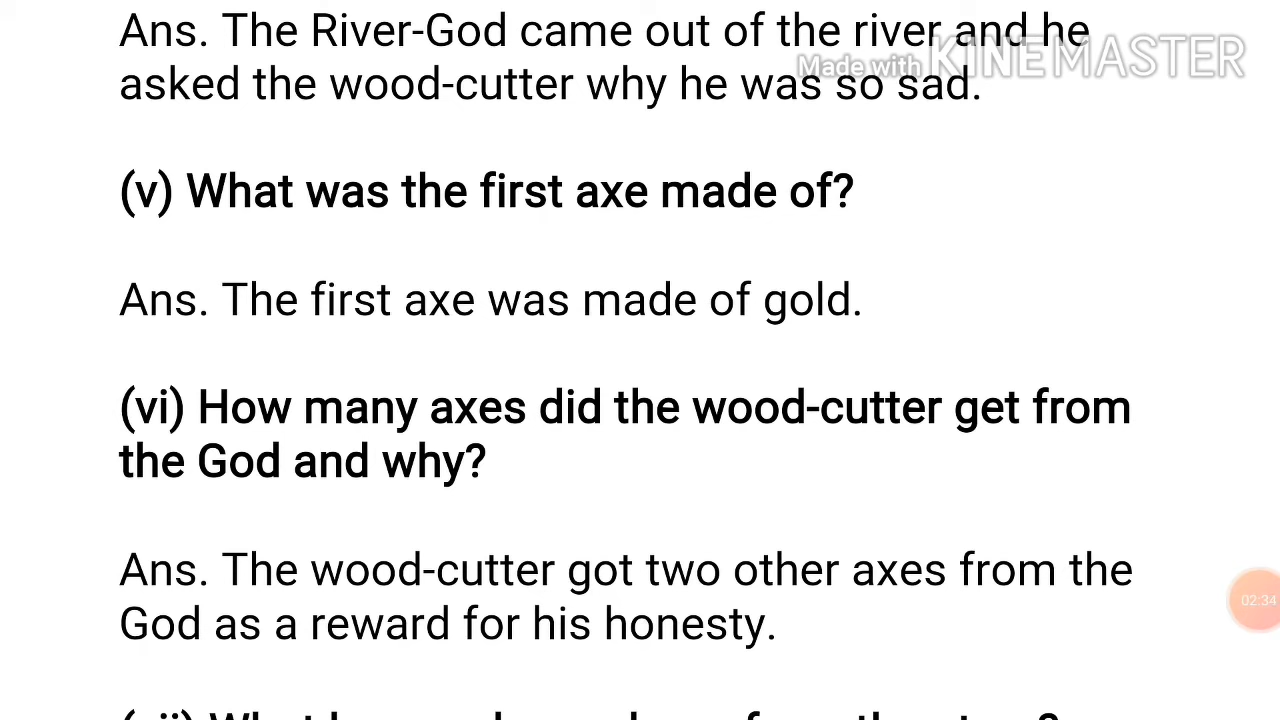 Ans. The River-God came out of the river and he
Made with KINEMASTER
asked the wood-cutter why he was so sad.
(v) What was the first axe made of?
Ans. The first axe was made of gold.
(vi) How many axes did the wood-cutter get from
the God and why?
Ans. The wood-cutter got two other axes from the
God as a reward for his honesty.
02:34